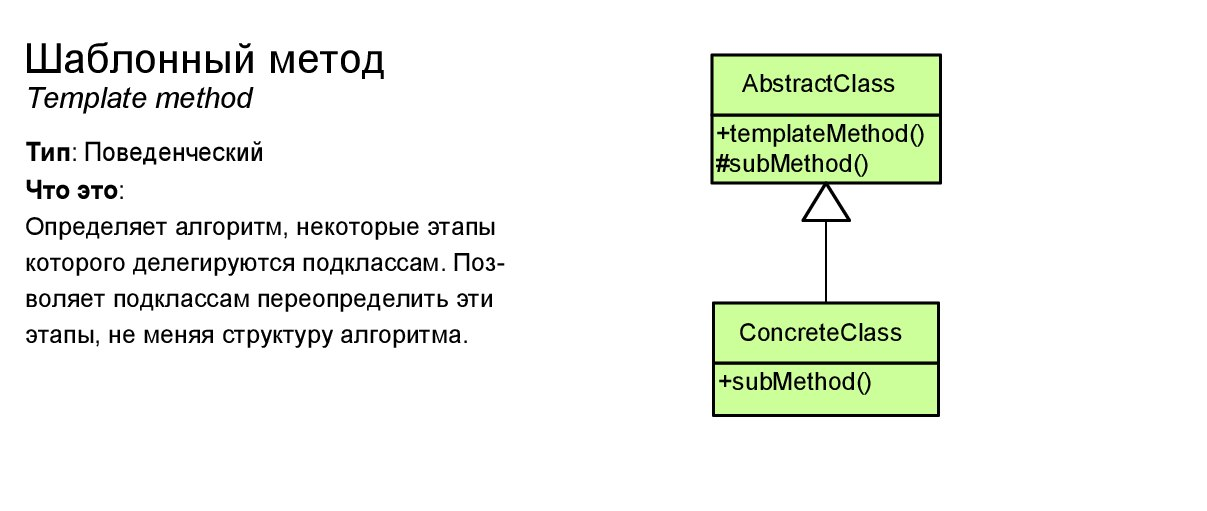 Шаблонный метод
Template method
Тип: Поведенческий
Что это:
Определяет алгоритм, некоторые этапы
которого делегируются подклассам. Поз-
воляет подклассам переопределить эти
этапы, не меняя структуру алгоритма.
AbstractClass
+templateMethod()
#subMethod()
ConcreteClass
+subMethod()